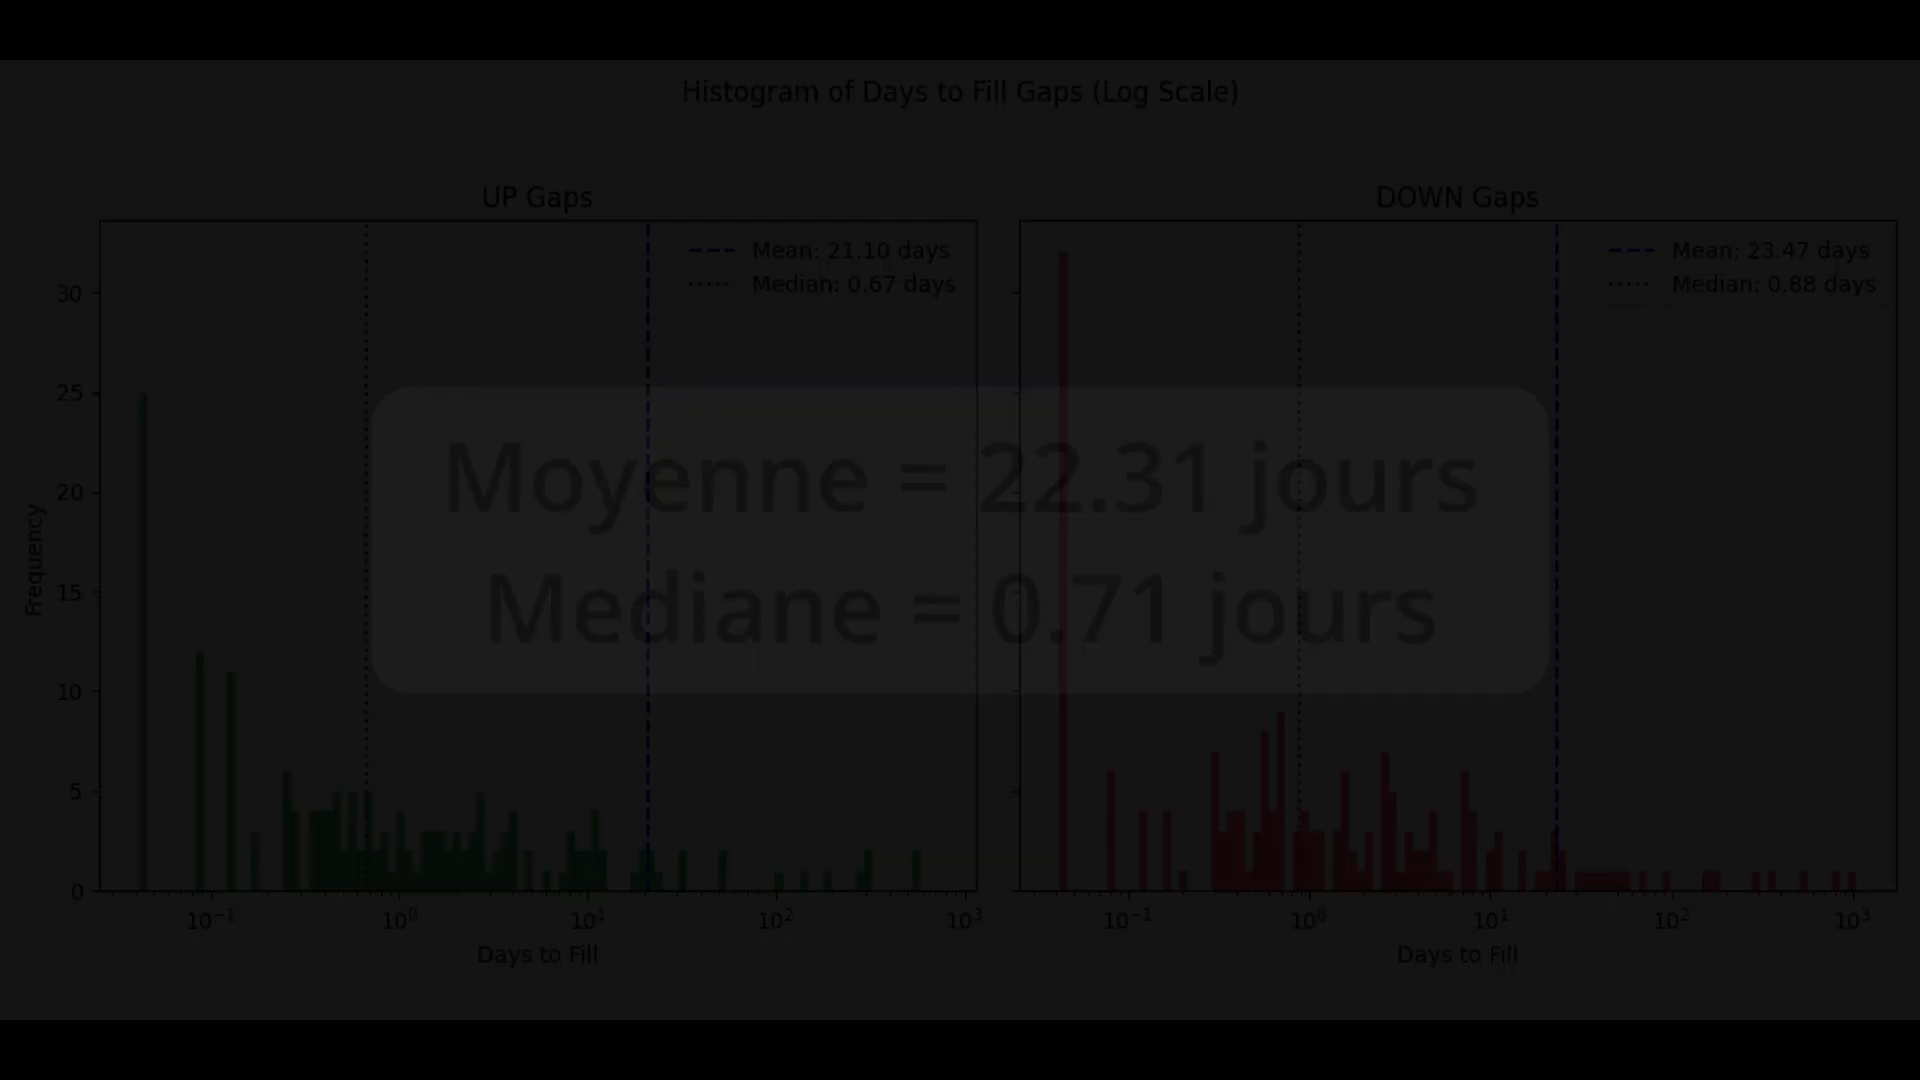 Histogram of Days to Fill Gaps (Log Scale)
UP Gaps
Mean: 21.10 days
Median: 0.67 days
30
25
20
15
10
5
0
Frequency
10⁻¹
10⁰
10¹
10²
10³
Days to Fill
DOWN Gaps
Mean: 23.47 days
Median: 0.88 days
10⁻¹
10⁰
10¹
10²
10³
Days to Fill
Moyenne = 22.31 jours
Mediane = 0.71 jours